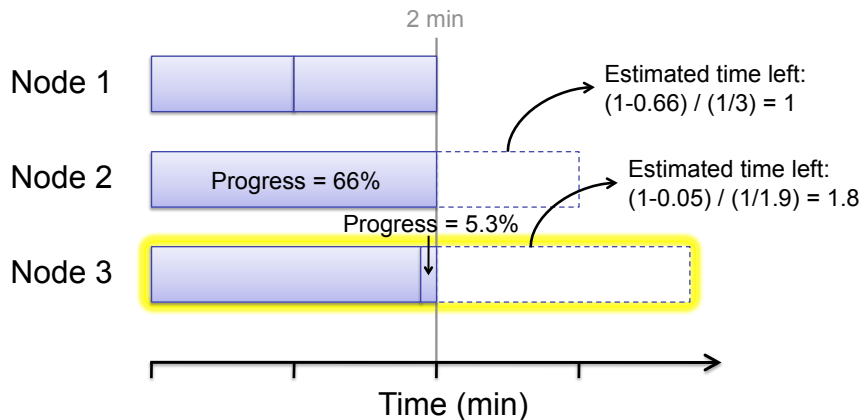 2 min
Node 1
Estimated time left:
(1-0.66) / (1/3) = 1
Node 2
Progress = 66%
Estimated time left:
(1-0.05) / (1/1.9) = 1.8
Progress = 5.3%
Node 3
Time (min)